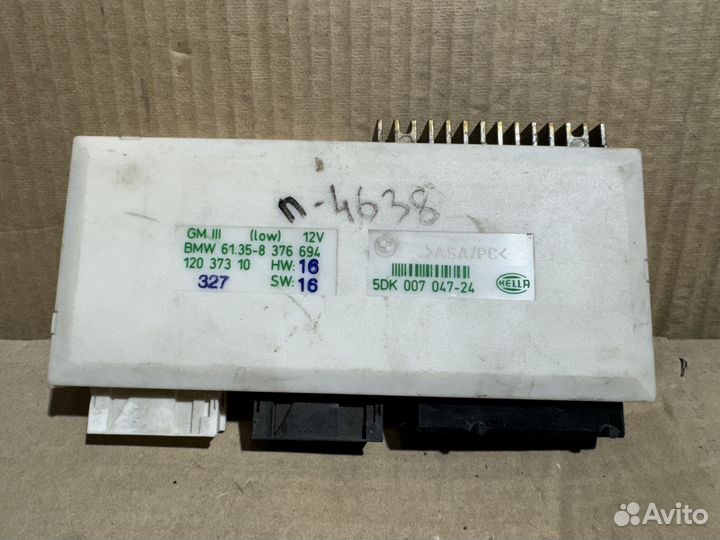 п-4638
GM III (low) 12V
BMW 61.35-8 376 694
120 373 10 HW: 16
327 SW: 16
>ASA/PC<
5DK 007 047-24
HELLA
Avito